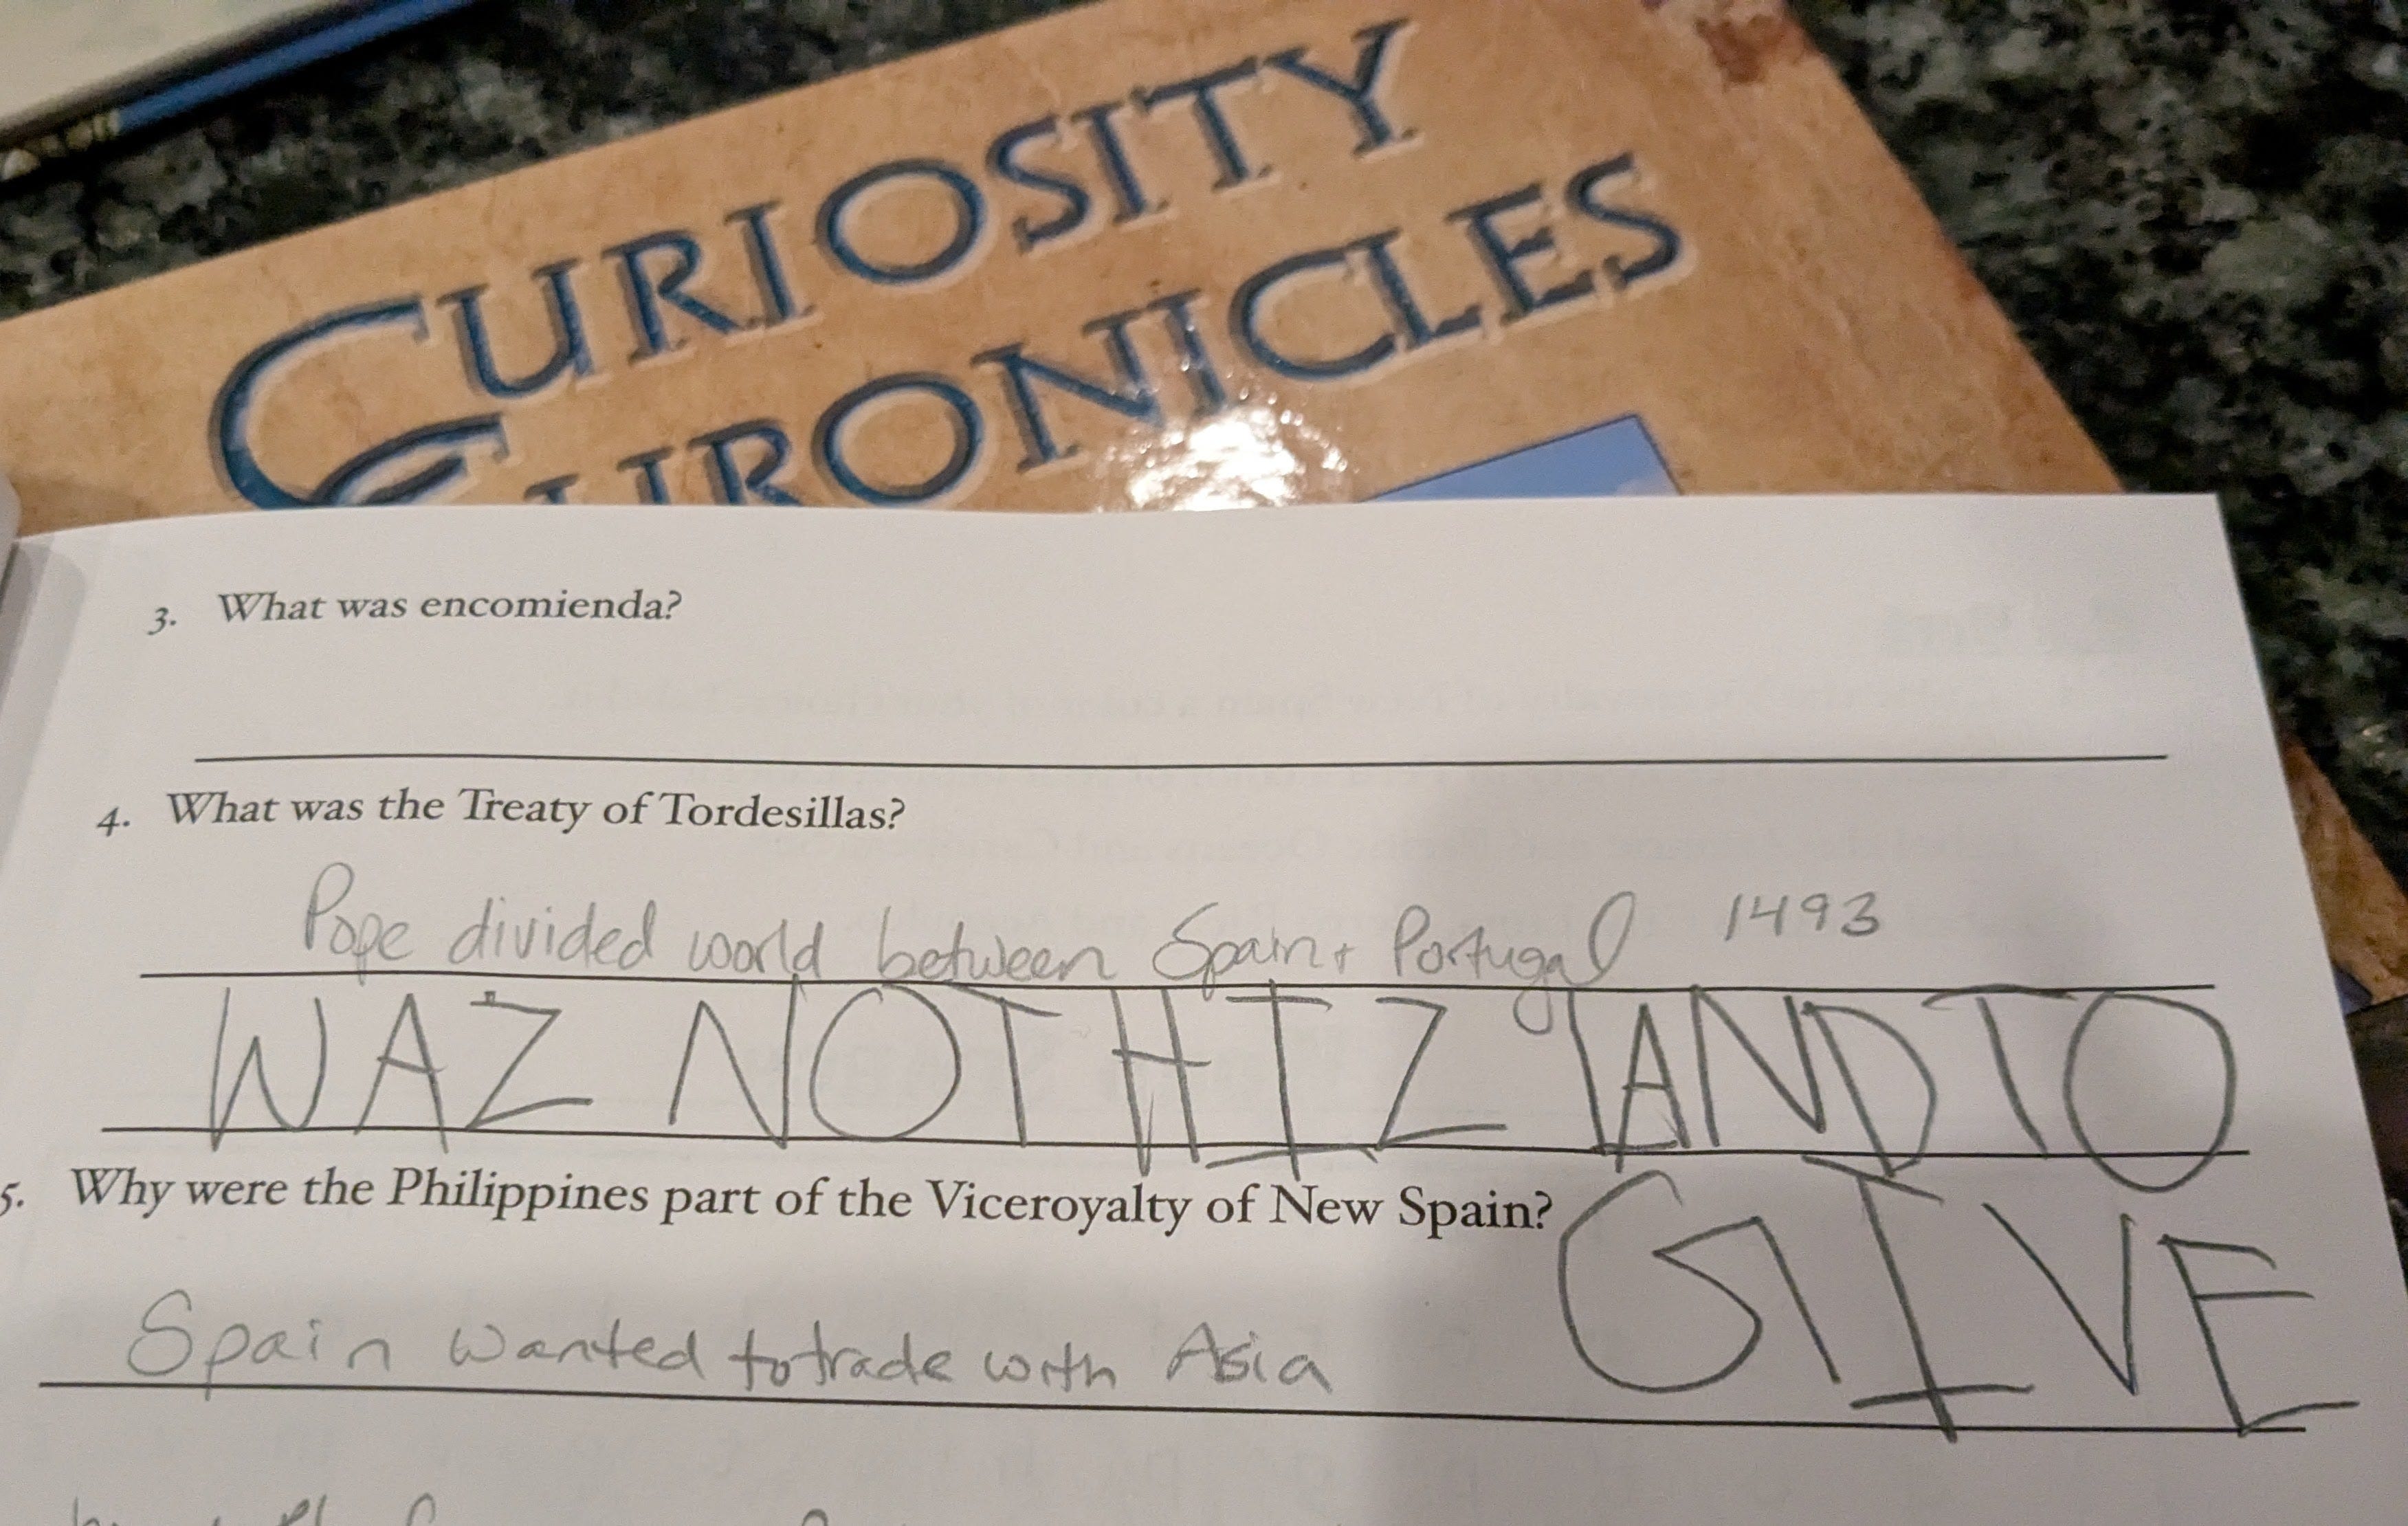 CURIOSITY
CHRONICLES
3. What was encomienda?
4. What was the Treaty of Tordesillas?
Pope divided world between Spain + Portugal 1493
WAZ NOT HIZ LAND TO
GIVE
5. Why were the Philippines part of the Viceroyalty of New Spain?
Spain wanted to trade with Asia